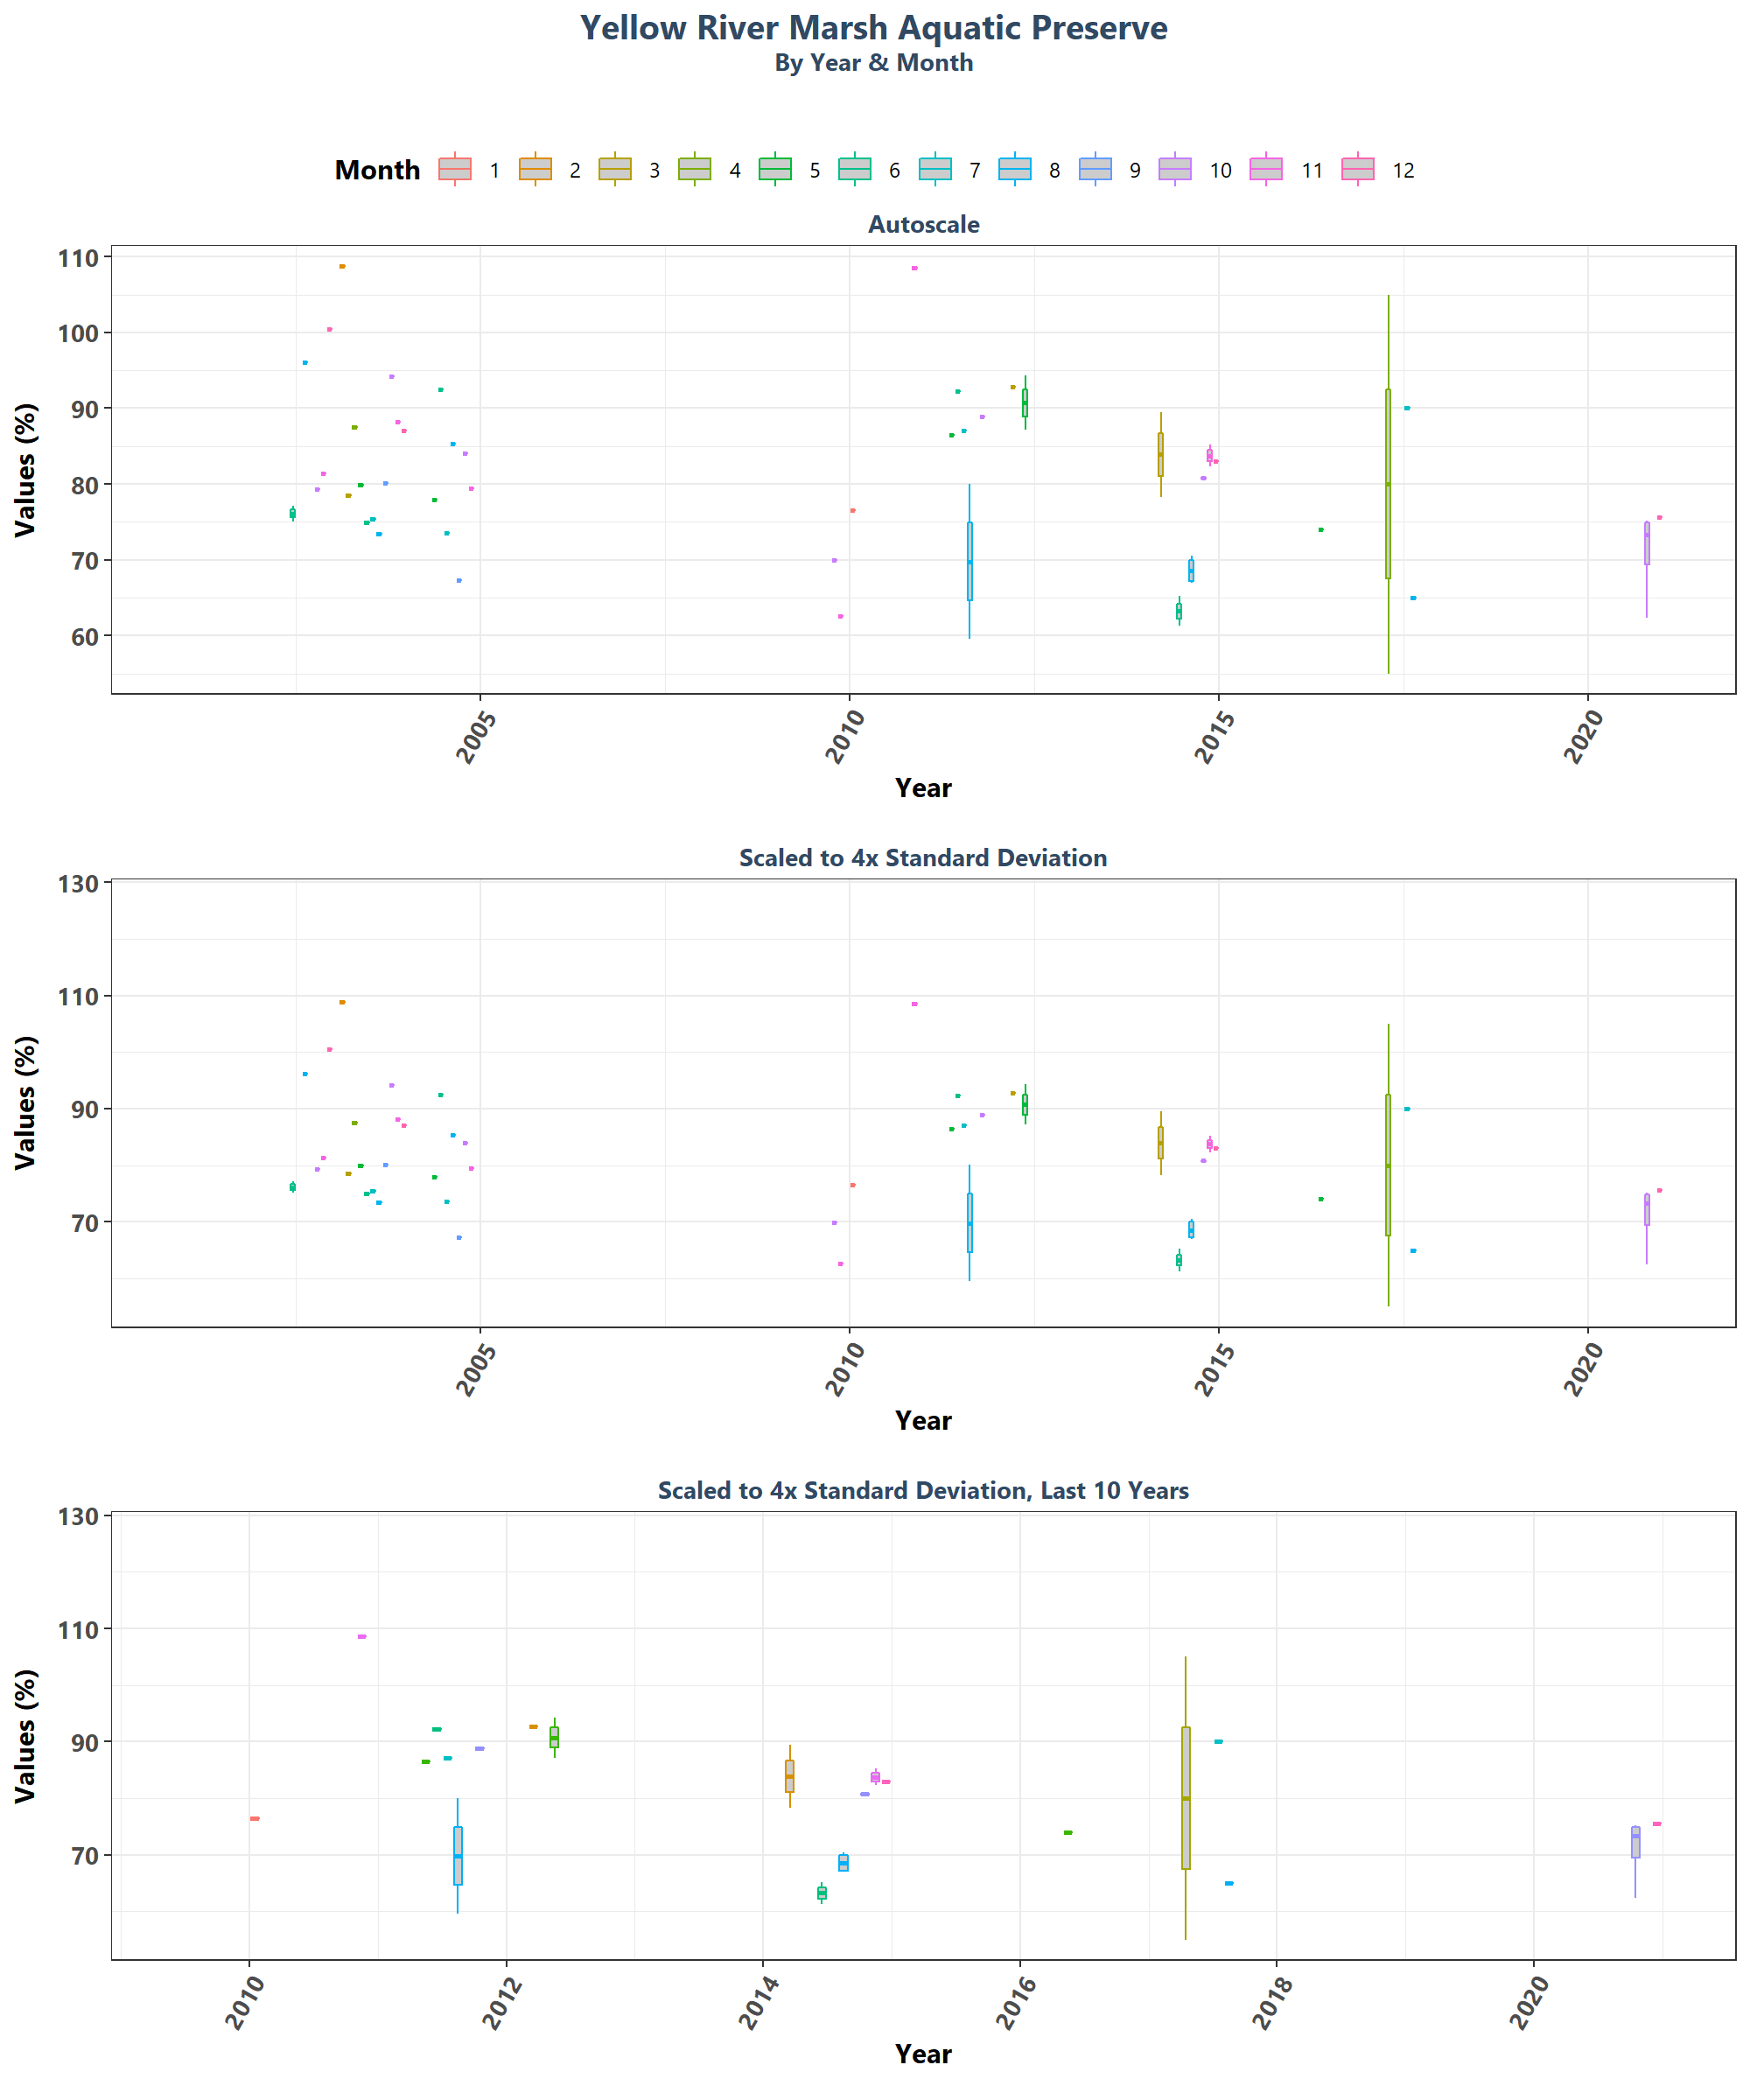 Yellow River Marsh Aquatic Preserve
By Year & Month
Month 1 2 3 4 5 6 7 8 9 10 11 12
Autoscale
110
100
90
80
70
60
Values (%)
2005 2010 2015 2020
Year
Scaled to 4x Standard Deviation
130
110
90
70
Values (%)
2005 2010 2015 2020
Year
Scaled to 4x Standard Deviation, Last 10 Years
130
110
90
70
Values (%)
2010 2012 2014 2016 2018 2020
Year